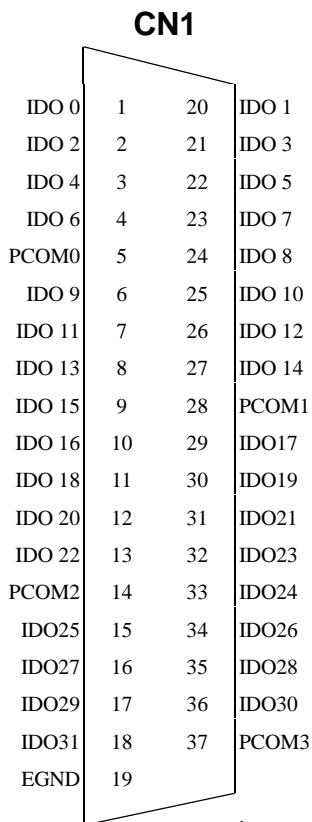 CN1
IDO 0 1 20 IDO 1
IDO 2 2 21 IDO 3
IDO 4 3 22 IDO 5
IDO 6 4 23 IDO 7
PCOM0 5 24 IDO 8
IDO 9 6 25 IDO 10
IDO 11 7 26 IDO 12
IDO 13 8 27 IDO 14
IDO 15 9 28 PCOM1
IDO 16 10 29 IDO17
IDO 18 11 30 IDO19
IDO 20 12 31 IDO21
IDO 22 13 32 IDO23
PCOM2 14 33 IDO24
IDO25 15 34 IDO26
IDO27 16 35 IDO28
IDO29 17 36 IDO30
IDO31 18 37 PCOM3
EGND 19